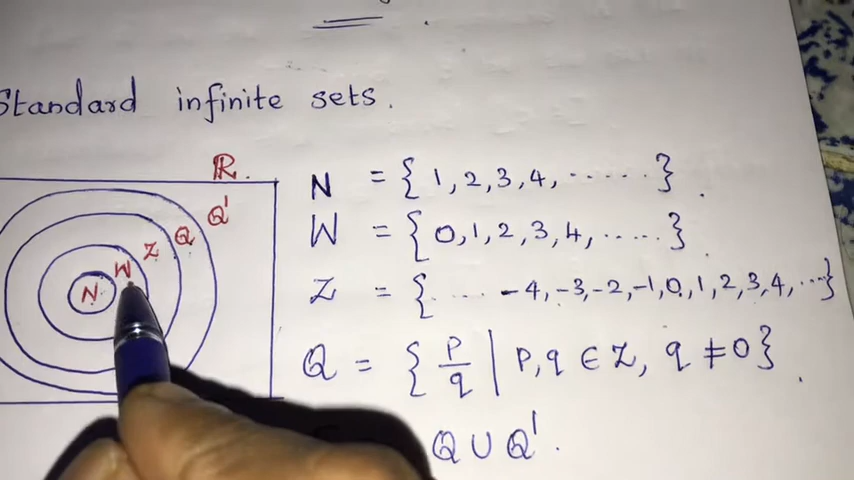 Standard infinite sets.
R.
Q'
Q
Z
W
N
N = {1, 2, 3, 4, ......}.
W = {0, 1, 2, 3, 4, .....}
Z = {..... -4, -3, -2, -1, 0, 1, 2, 3, 4, ...}
Q = {p/q | p, q ∈ Z, q ≠ 0}.
Q ∪ Q'.